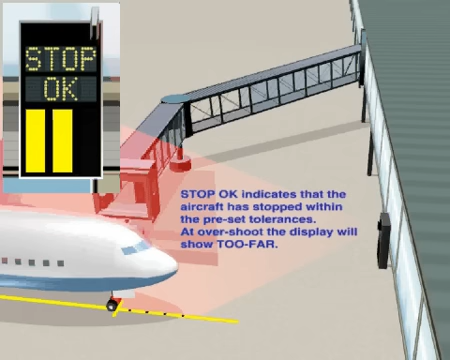 STOP
OK
STOP OK indicates that the
aircraft has stopped within
the pre-set tolerances.
At over-shoot the display will
show TOO-FAR.